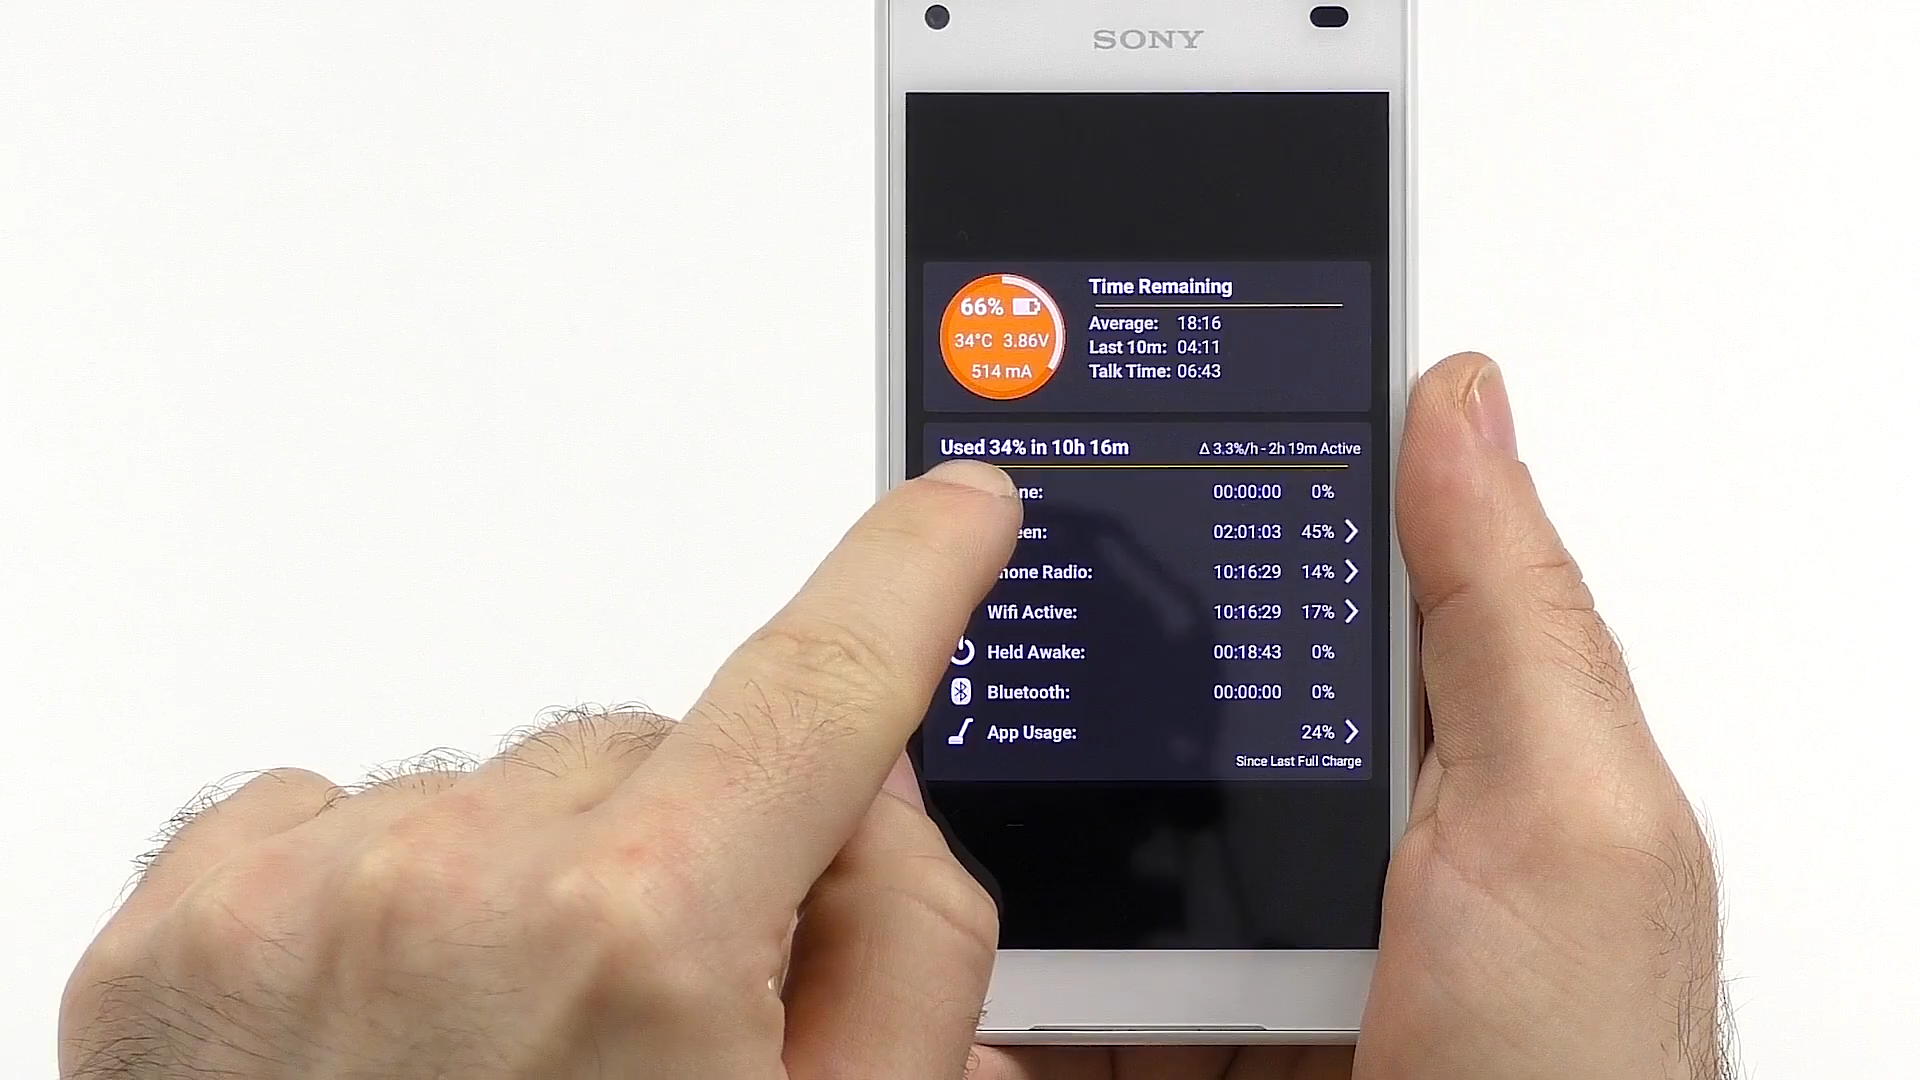 SONY
66%
34°C 3.86V
514 mA
Time Remaining
Average: 18:16
Last 10m: 04:11
Talk Time: 06:43
Used 34% in 10h 16m Δ 3.3%/h - 2h 19m Active
00:00:00 0%
02:01:03 45%
Radio: 10:16:29 14%
Wifi Active: 10:16:29 17%
Held Awake: 00:18:43 0%
Bluetooth: 00:00:00 0%
App Usage: 24%
Since Last Full Charge